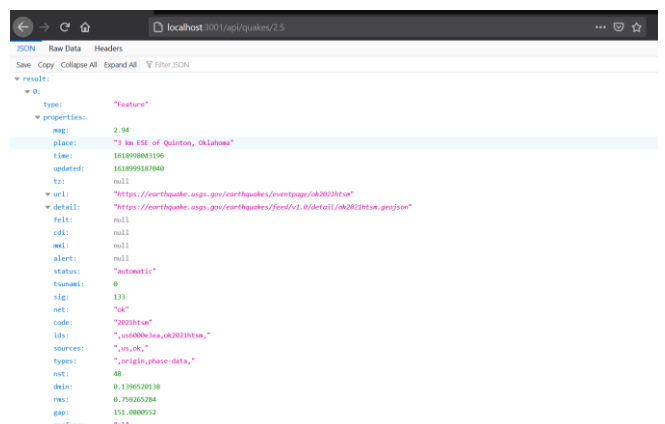 localhost:3001/api/quakes/2.5
JSON Raw Data Headers
Save Copy Collapse All Expand All Filter JSON
result:
0:
type: "Feature"
properties:
mag: 2.94
place: "3 km ESE of Quinton, Oklahoma"
time: 1618998043196
updated: 1618999187040
tz: null
url: "https://earthquake.usgs.gov/earthquakes/eventpage/ok2021htsm"
detail: "https://earthquake.usgs.gov/earthquakes/feed/v1.0/detail/ok2021htsm.geojson"
felt: null
cdi: null
mmi: null
alert: null
status: "automatic"
tsunami: 0
sig: 133
net: "ok"
code: "2021htsm"
ids: ",us6000e3ea,ok2021htsm,"
sources: ",us,ok,"
types: ",origin,phase-data,"
nst: 48
dmin: 0.1396520138
rms: 0.759265284
gap: 151.0800552